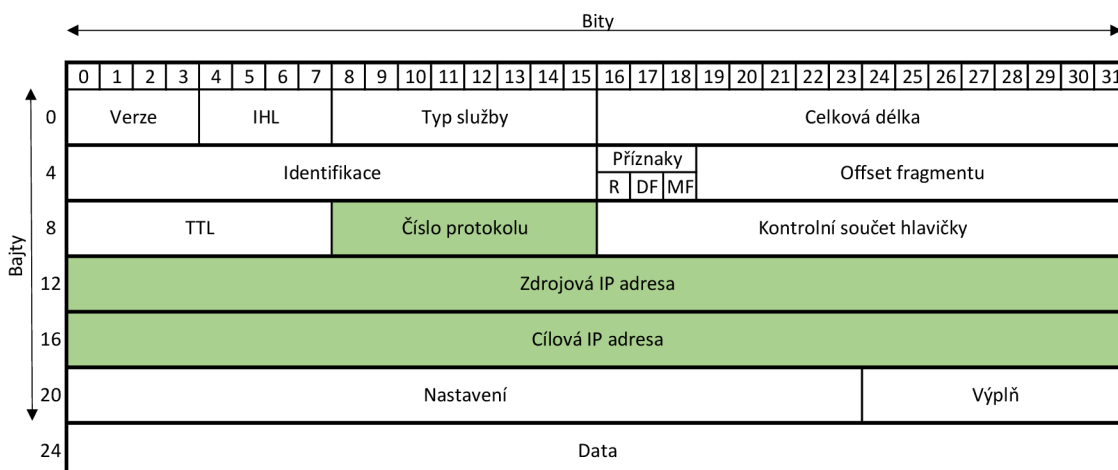 Bity
0 1 2 3 4 5 6 7 8 9 10 11 12 13 14 15 16 17 18 19 20 21 22 23 24 25 26 27 28 29 30 31
Bajty
0 Verze IHL Typ služby Celková délka
4 Identifikace Příznaky Offset fragmentu
R DF MF
8 TTL Číslo protokolu Kontrolní součet hlavičky
12 Zdrojová IP adresa
16 Cílová IP adresa
20 Nastavení Výplň
24 Data